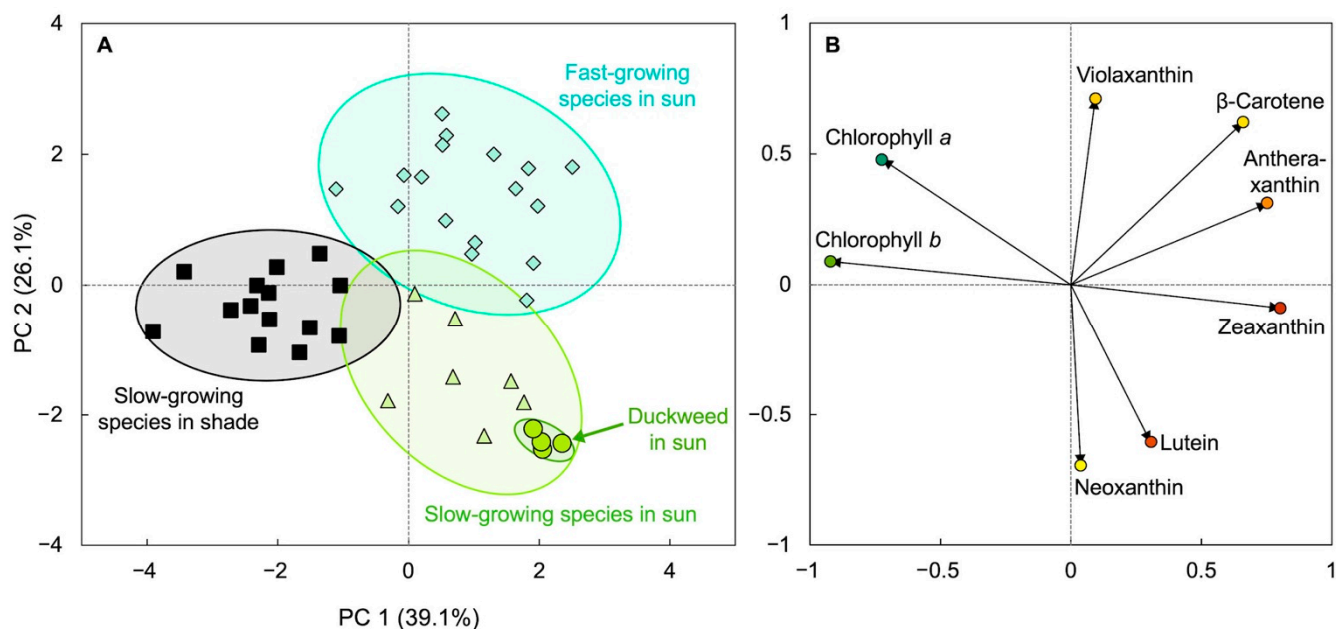 A
Fast-growing
species in sun
Slow-growing
species in shade
Duckweed
in sun
Slow-growing species in sun
4
2
0
−2
−4
−4
−2
0
2
4
PC 2 (26.1%)
PC 1 (39.1%)
B
Violaxanthin
β-Carotene
Chlorophyll a
Anthera-
xanthin
Chlorophyll b
Zeaxanthin
Lutein
Neoxanthin
1
0.5
0
−0.5
−1
−1
−0.5
0
0.5
1